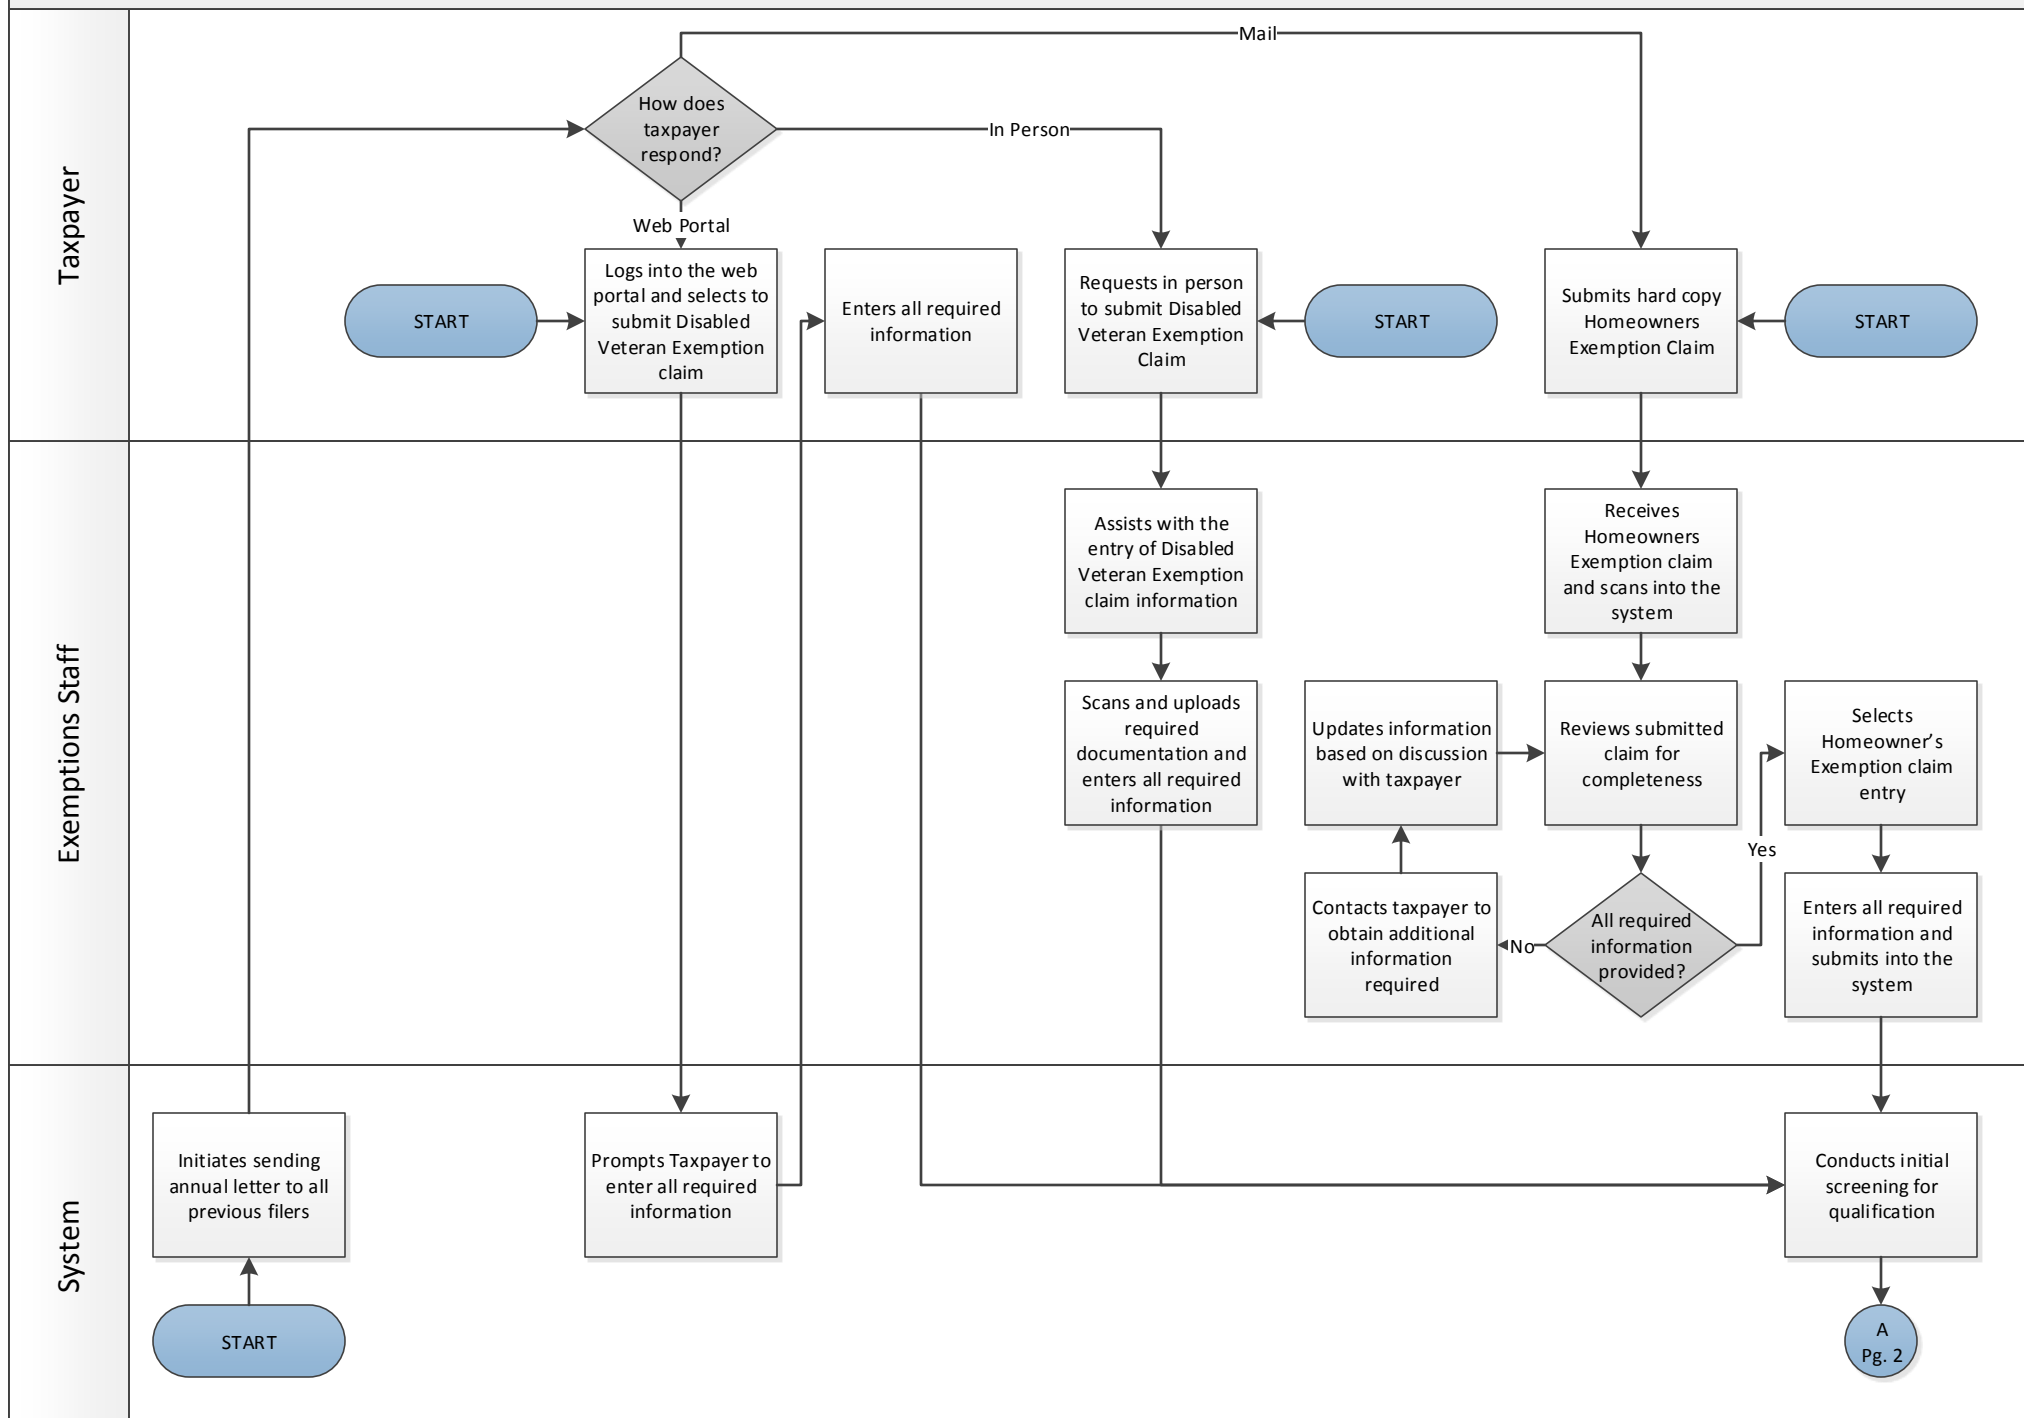 Taxpayer
Mail
How does
taxpayer
respond?
In Person
Web Portal
START
Logs into the web
portal and selects to
submit Disabled
Veteran Exemption
claim
Enters all required
information
Requests in person
to submit Disabled
Veteran Exemption
Claim
START
Submits hard copy
Homeowners
Exemption Claim
START
Exemptions Staff
Assists with the
entry of Disabled
Veteran Exemption
claim information
Receives
Homeowners
Exemption claim
and scans into the
system
Scans and uploads
required
documentation and
enters all required
information
Updates information
based on discussion
with taxpayer
Reviews submitted
claim for
completeness
Selects
Homeowner’s
Exemption claim
entry
Yes
Contacts taxpayer to
obtain additional
information
required
No
All required
information
provided?
Enters all required
information and
submits into the
system
System
Initiates sending
annual letter to all
previous filers
Prompts Taxpayer to
enter all required
information
Conducts initial
screening for
qualification
START
A
Pg. 2